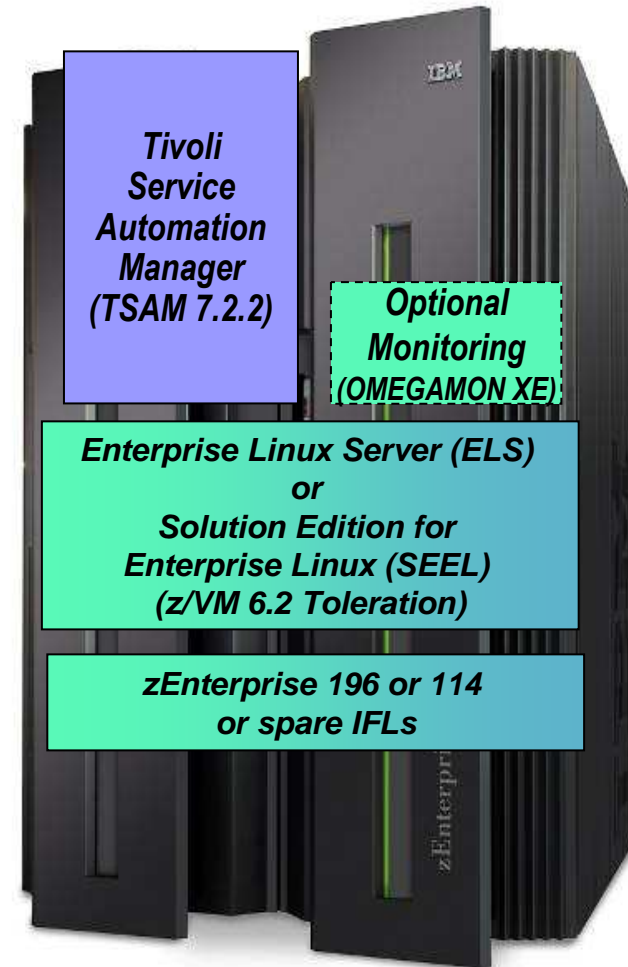 IBM
Tivoli
Service
Automation
Manager
(TSAM 7.2.2)
Optional
Monitoring
(OMEGAMON XE)
Enterprise Linux Server (ELS)
or
Solution Edition for
Enterprise Linux (SEEL)
(z/VM 6.2 Toleration)
zEnterprise 196 or 114
or spare IFLs
zEnterpri